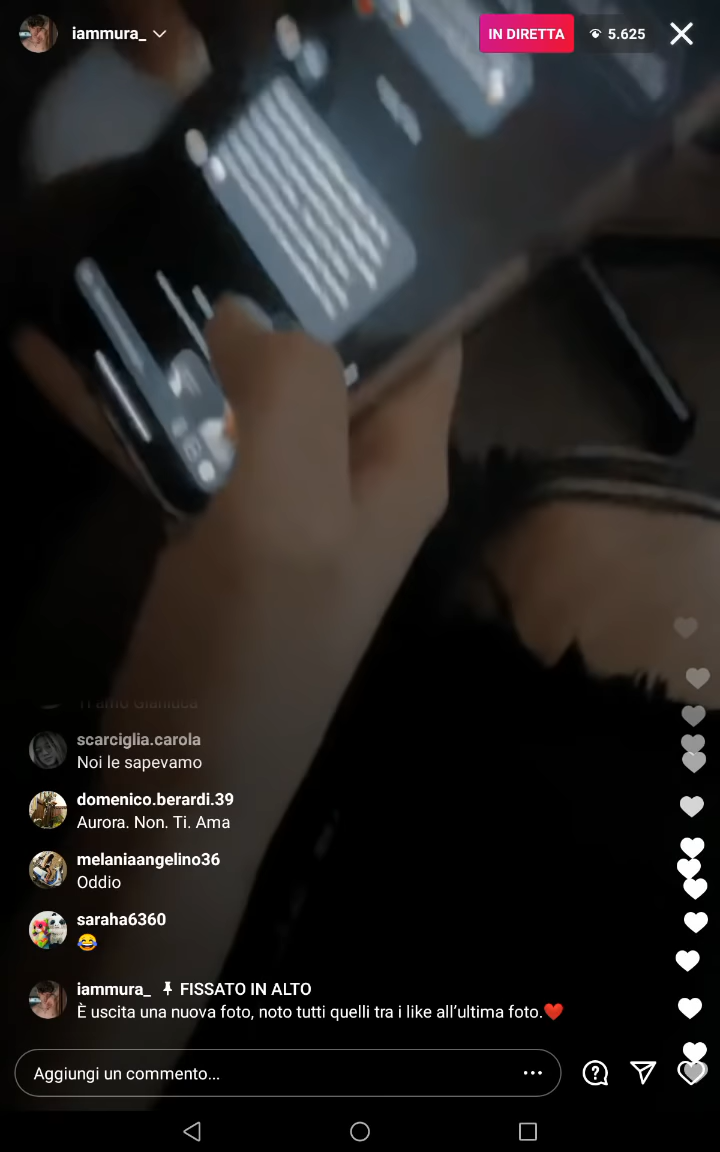 iammura_
IN DIRETTA
5.625
Ti amo Gianluca
scarciglia.carola
Noi le sapevamo
domenico.berardi.39
Aurora. Non. Ti. Ama
melaniaangelino36
Oddio
saraha6360
😂
iammura_ FISSATO IN ALTO
È uscita una nuova foto, noto tutti quelli tra i like all’ultima foto.❤️
Aggiungi un commento...